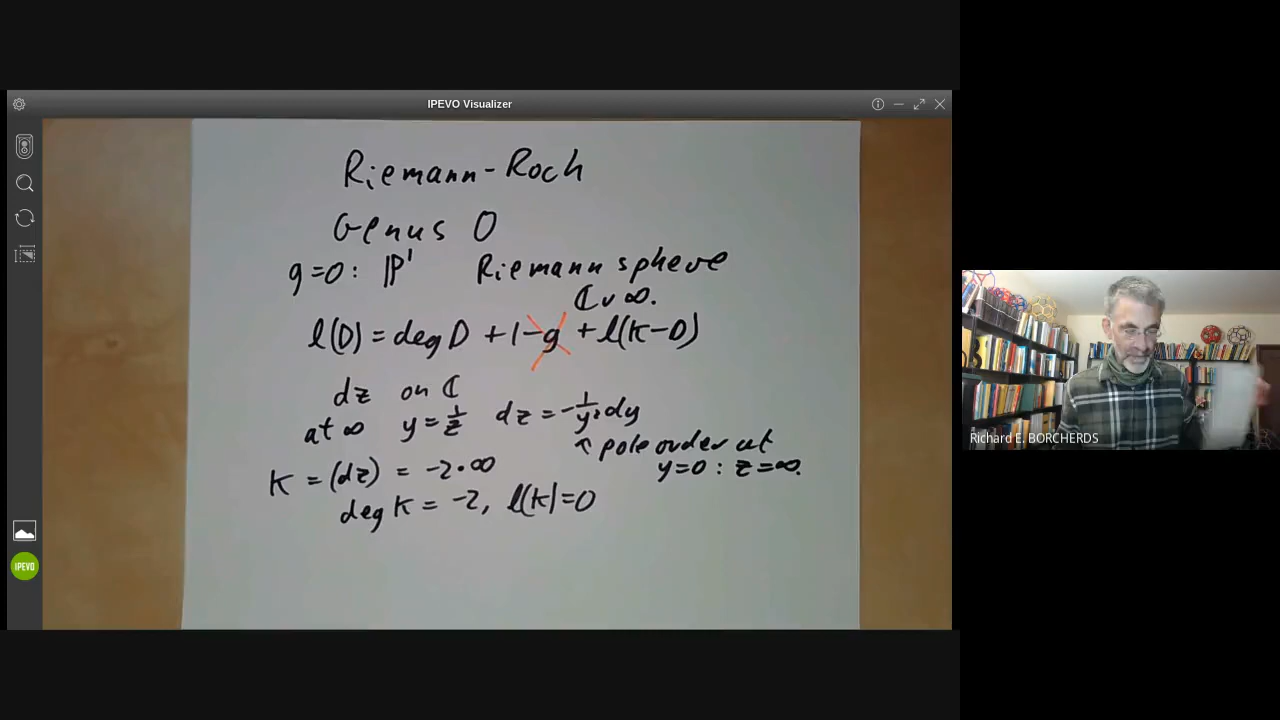 IPEVO Visualizer
Riemann-Roch
Genus 0
g=0: ℙ¹ Riemann sphere
ℂ∪∞.
l(D) = deg D + 1 - g + l(K-D)
dz on ℂ
at ∞ y = 1/z dz = -1/y² dy
↖ pole order at
y=0 : z=∞.
K = (dz) = -2·∞
deg K = -2, l(K)=0
IPEVO
Richard E. BORCHERDS